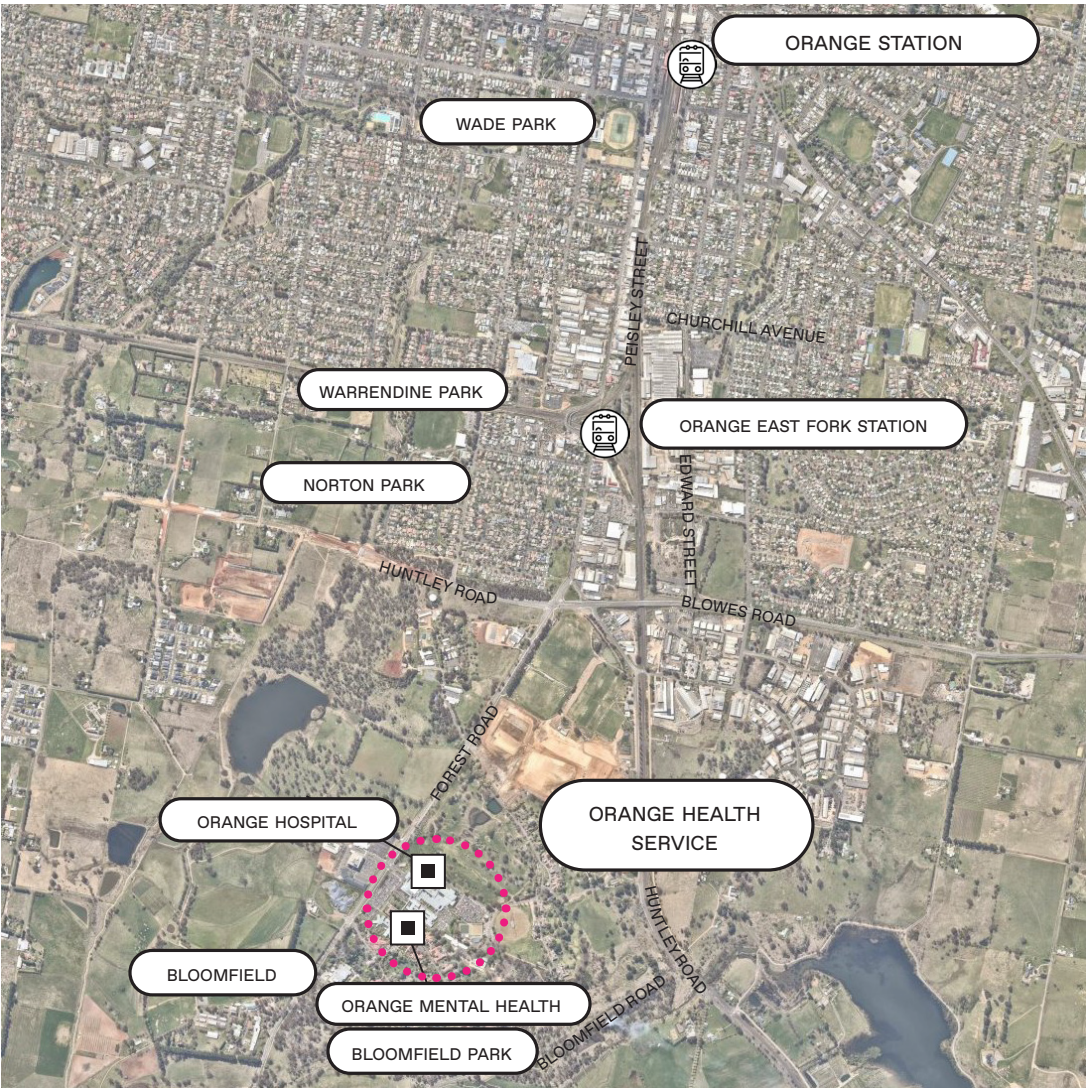 ORANGE STATION
WADE PARK
PEISLEY STREET
CHURCHILL AVENUE
WARRENDINE PARK
ORANGE EAST FORK STATION
NORTON PARK
EDWARD STREET
HUNTLEY ROAD
BLOWES ROAD
FOREST ROAD
ORANGE HOSPITAL
ORANGE HEALTH
SERVICE
HUNTLEY ROAD
BLOOMFIELD
ORANGE MENTAL HEALTH
BLOOMFIELD ROAD
BLOOMFIELD PARK